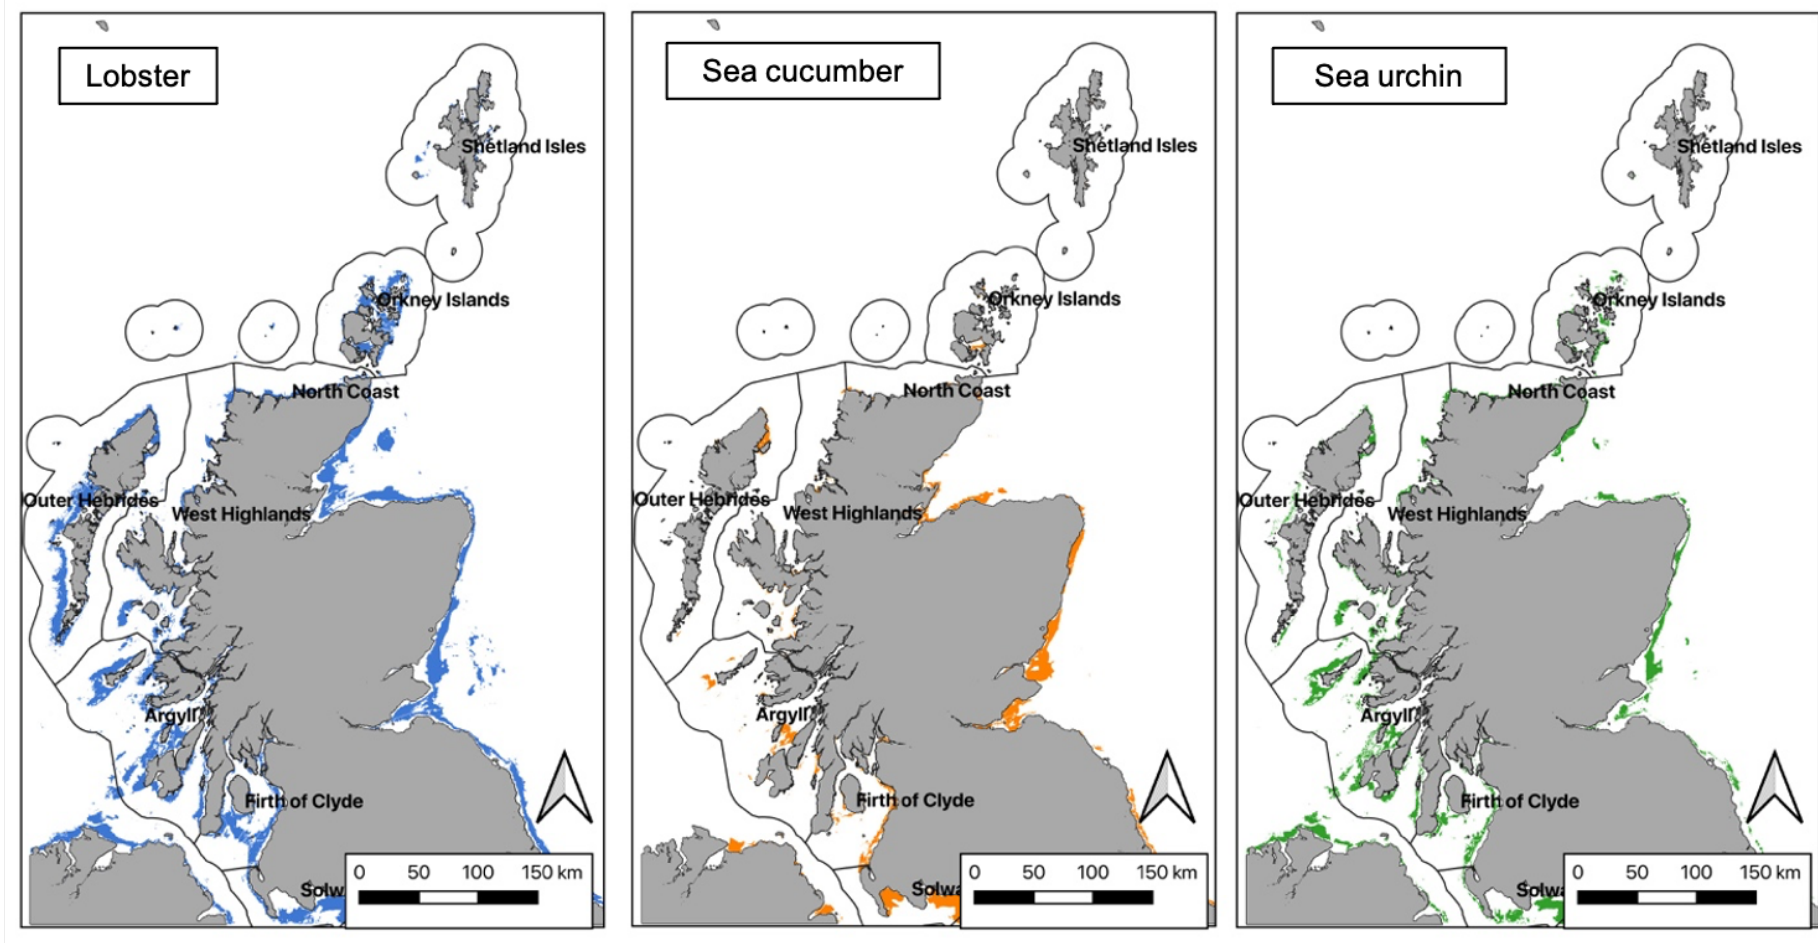 Lobster
Shetland Isles
Orkney Islands
North Coast
Outer Hebrides
West Highlands
Argyll
Firth of Clyde
0 50 100 150 km
Solwa
Sea cucumber
Shetland Isles
Orkney Islands
North Coast
Outer Hebrides
West Highlands
Argyll
Firth of Clyde
0 50 100 150 km
Solwa
Sea urchin
Shetland Isles
Orkney Islands
North Coast
Outer Hebrides
West Highlands
Argyll
Firth of Clyde
0 50 100 150 km
Solwa